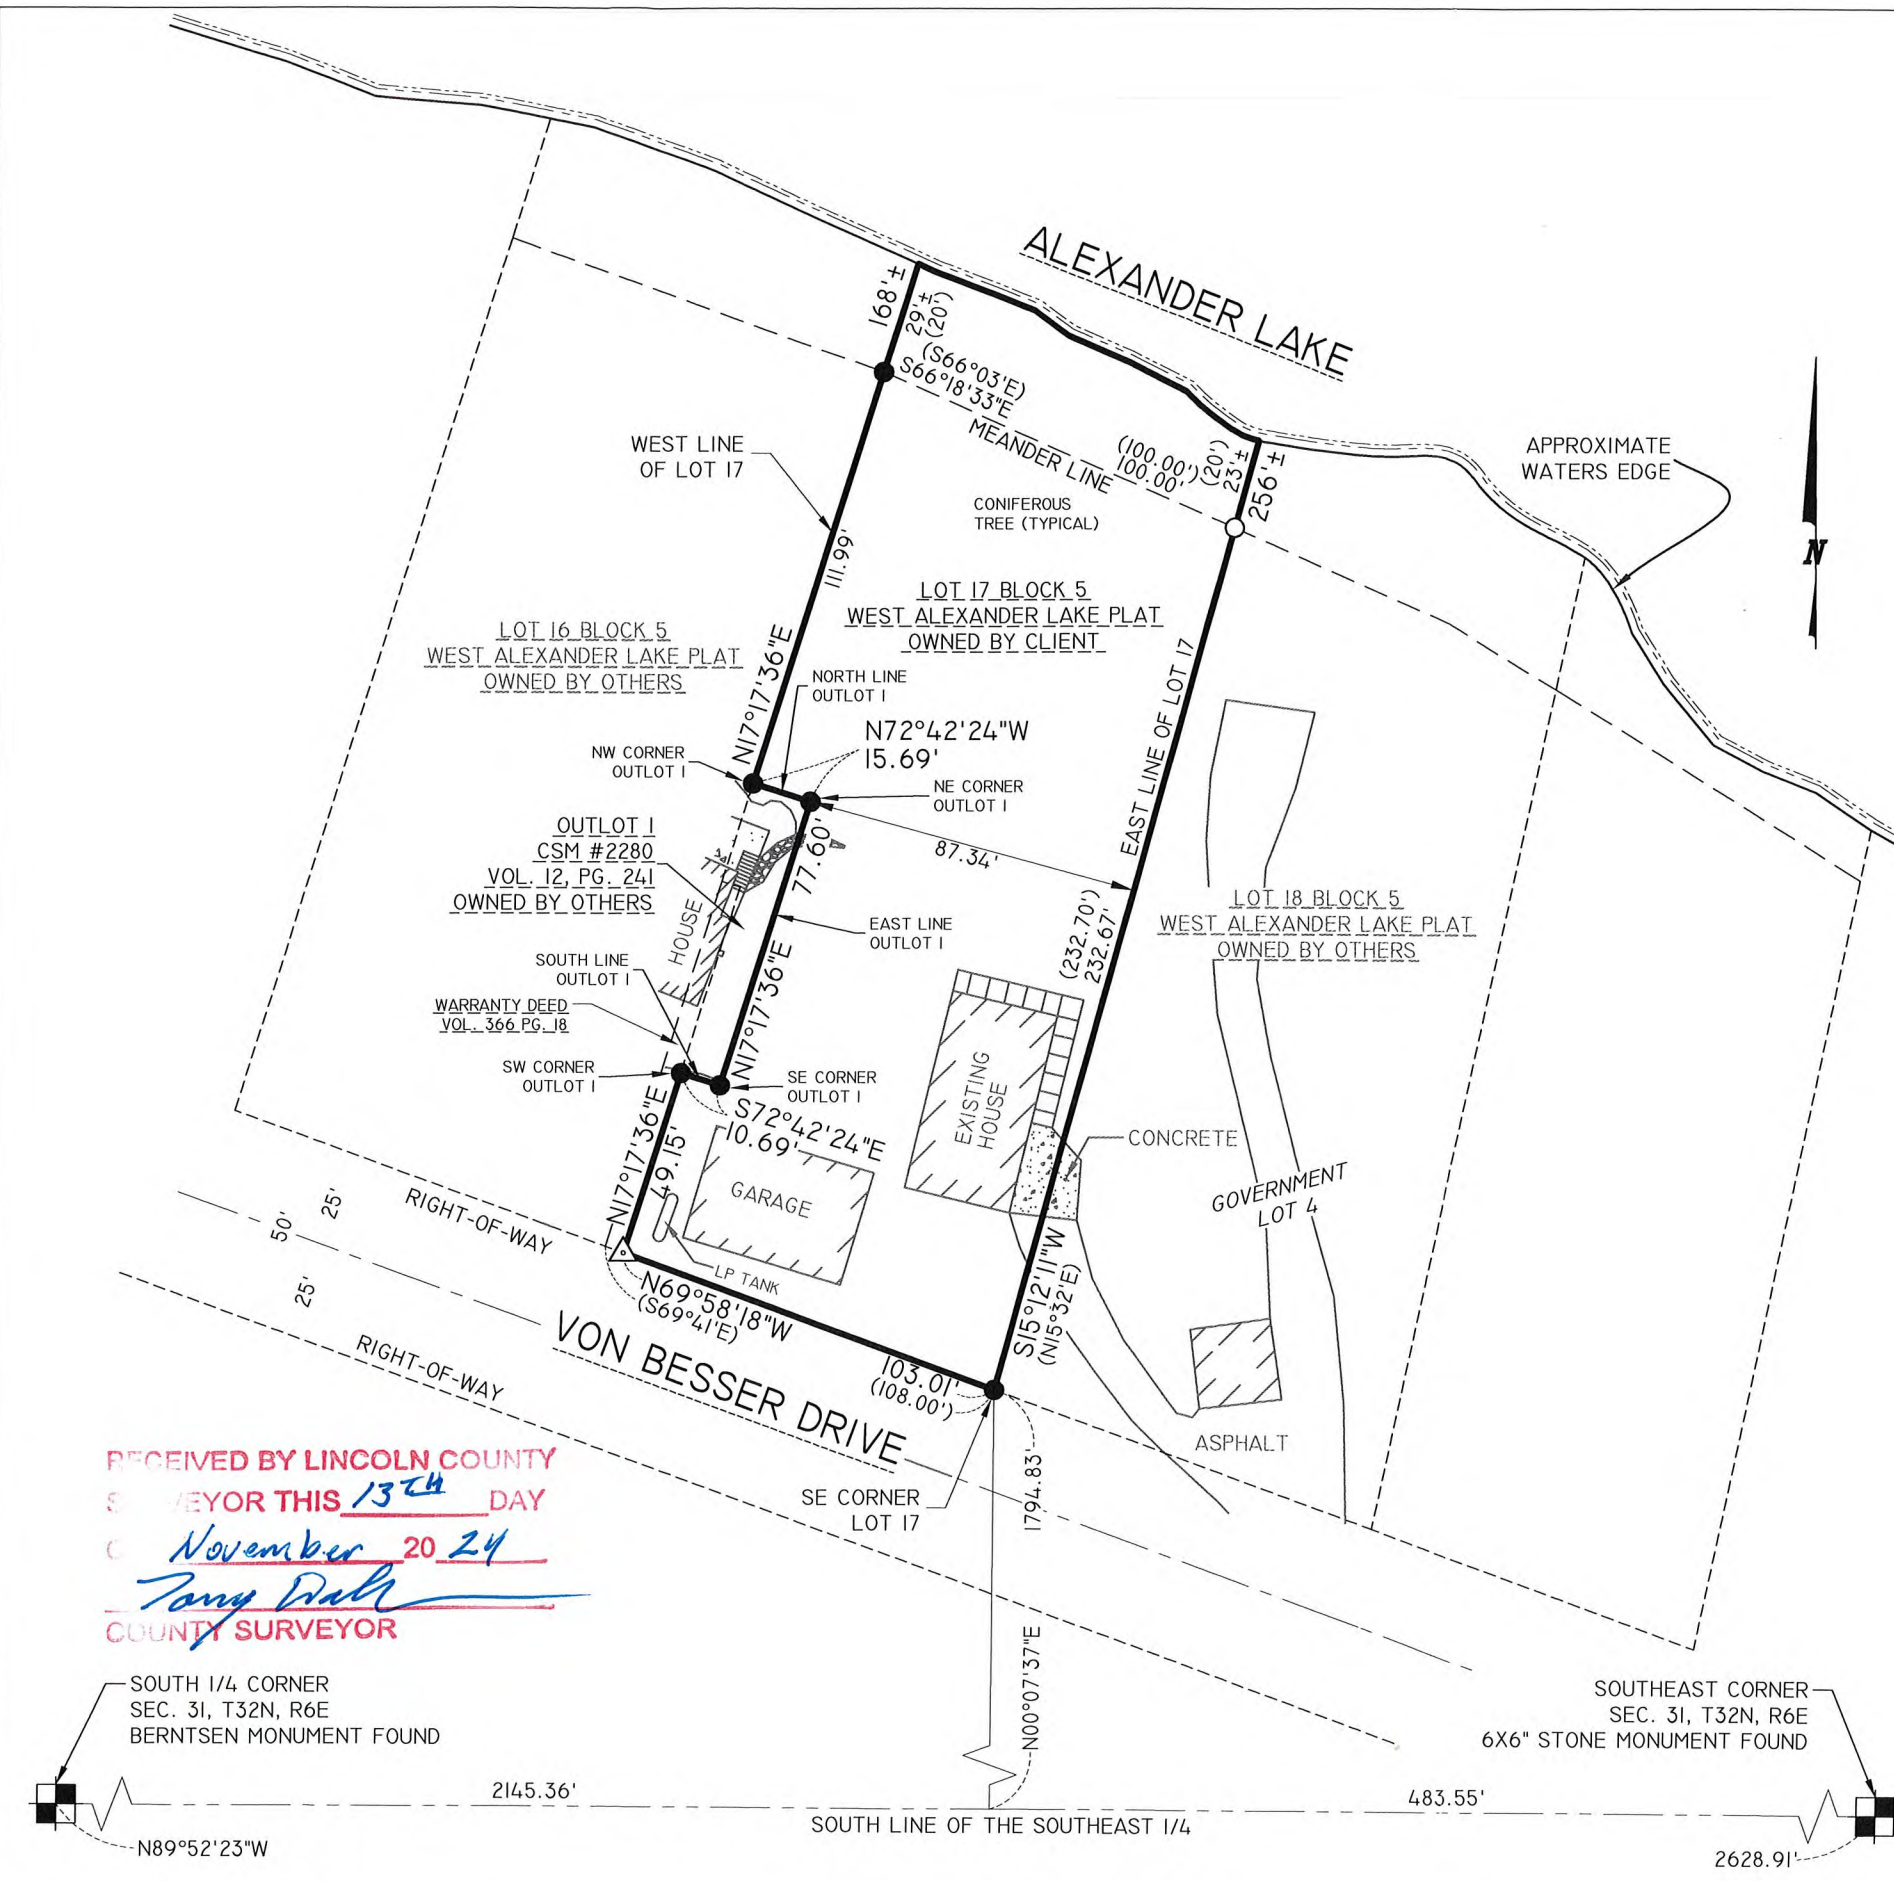 ALEXANDER LAKE
168'±
29'±
(20')
(S66°03'E)
S66°18'33"E
MEANDER LINE
(100.00')
100.00'
(20')
23'±
256'±
APPROXIMATE
WATERS EDGE
N
WEST LINE
OF LOT 17
CONIFEROUS
TREE (TYPICAL)
111.99'
LOT 17 BLOCK 5
WEST ALEXANDER LAKE PLAT
OWNED BY CLIENT
LOT 16 BLOCK 5
WEST ALEXANDER LAKE PLAT
OWNED BY OTHERS
N17°17'36"E
NORTH LINE
OUTLOT 1
N72°42'24"W
15.69'
EAST LINE OF LOT 17
NW CORNER
OUTLOT 1
NE CORNER
OUTLOT 1
OUTLOT 1
CSM #2280
VOL. 12, PG. 241
OWNED BY OTHERS
77.60'
87.34'
LOT 18 BLOCK 5
WEST ALEXANDER LAKE PLAT
OWNED BY OTHERS
HOUSE
EAST LINE
OUTLOT 1
(232.70')
232.67'
SOUTH LINE
OUTLOT 1
N17°17'36"E
WARRANTY DEED
VOL. 366 PG. 18
SW CORNER
OUTLOT 1
SE CORNER
OUTLOT 1
S72°42'24"E
10.69'
EXISTING
HOUSE
CONCRETE
N17°17'36"E
49.15'
GARAGE
GOVERNMENT
LOT 4
25'
50'
25'
RIGHT-OF-WAY
LP TANK
N69°58'18"W
(S69°41'E)
S15°12'11"W
(N15°32'E)
VON BESSER DRIVE
RIGHT-OF-WAY
103.01'
(108.00')
ASPHALT
SE CORNER
LOT 17
1794.83'
RECEIVED BY LINCOLN COUNTY
SURVEYOR THIS 13TH DAY
November 20 24
COUNTY SURVEYOR
N00°07'37"E
SOUTH 1/4 CORNER
SEC. 31, T32N, R6E
BERNTSEN MONUMENT FOUND
SOUTHEAST CORNER
SEC. 31, T32N, R6E
6X6" STONE MONUMENT FOUND
2145.36'
483.55'
SOUTH LINE OF THE SOUTHEAST 1/4
N89°52'23"W
2628.91'